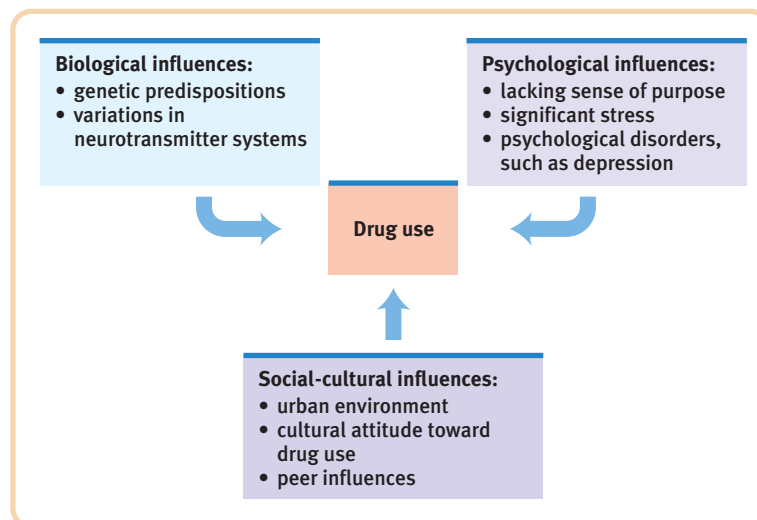 Biological influences:
• genetic predispositions
• variations in
neurotransmitter systems
Psychological influences:
• lacking sense of purpose
• significant stress
• psychological disorders,
such as depression
Drug use
Social-cultural influences:
• urban environment
• cultural attitude toward
drug use
• peer influences